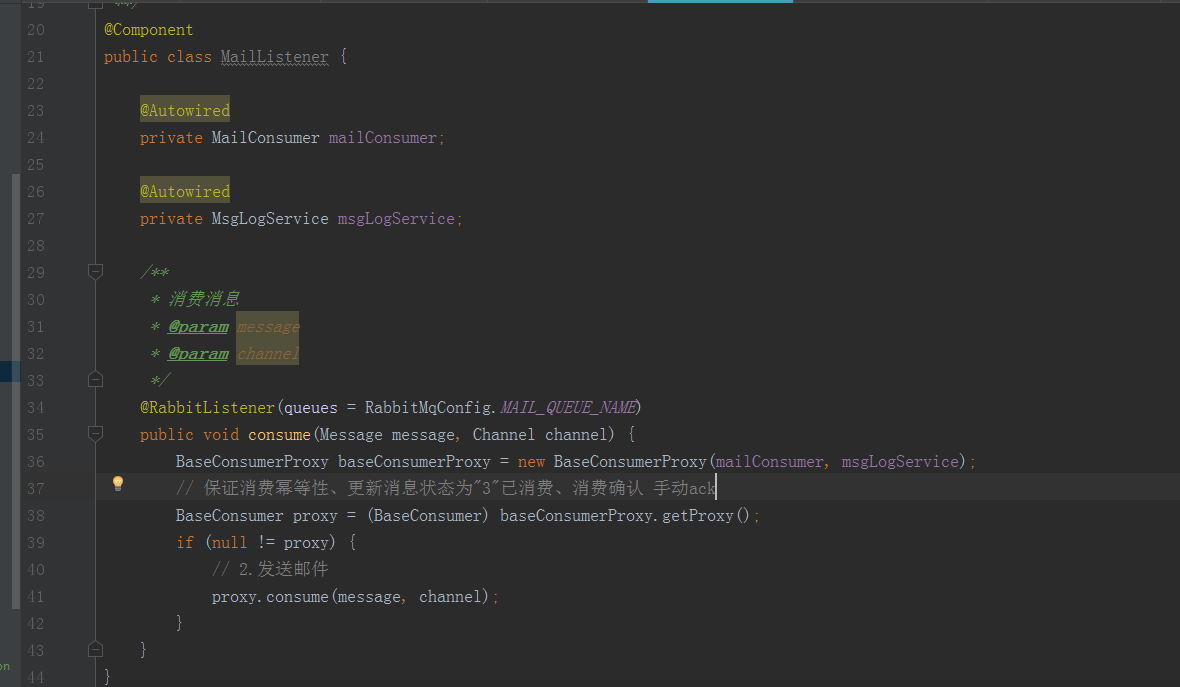 19 **/
20 @Component
21 public class MailListener {
22
23 @Autowired
24 private MailConsumer mailConsumer;
25
26 @Autowired
27 private MsgLogService msgLogService;
28
29 /**
30 * 消费消息
31 * @param message
32 * @param channel
33 */
34 @RabbitListener(queues = RabbitMqConfig.MAIL_QUEUE_NAME)
35 public void consume(Message message, Channel channel) {
36 BaseConsumerProxy baseConsumerProxy = new BaseConsumerProxy(mailConsumer, msgLogService);
37 // 保证消费幂等性、更新消息状态为"3"已消费、消费确认 手动ack
38 BaseConsumer proxy = (BaseConsumer) baseConsumerProxy.getProxy();
39 if (null != proxy) {
40 // 2.发送邮件
41 proxy.consume(message, channel);
42 }
43 }
on
44 }